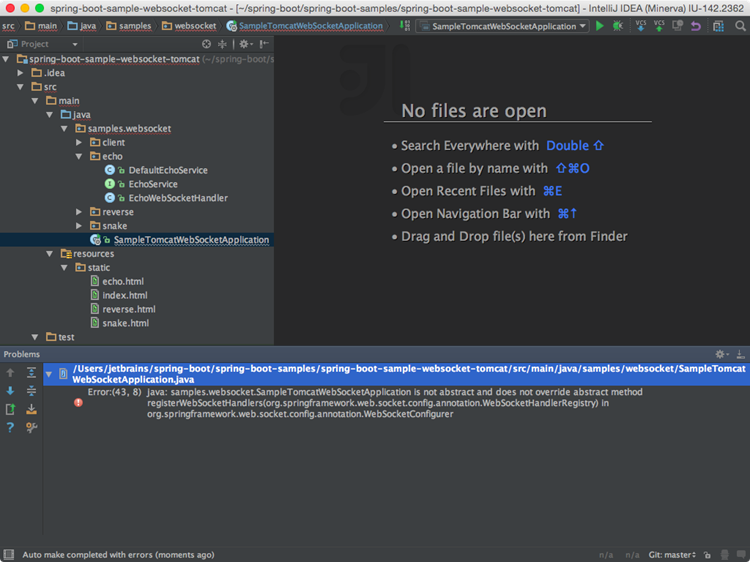 spring-boot-sample-websocket-tomcat - [~/spring-boot/spring-boot-samples/spring-boot-sample-websocket-tomcat] - IntelliJ IDEA (Minerva) IU-142.2362
src main java samples websocket SampleTomcatWebSocketApplication SampleTomcatWebSocketApplication VCS VCS
Project
spring-boot-sample-websocket-tomcat (~/spring-boot/s
.idea
src
main
java
samples.websocket
client
echo
DefaultEchoService
EchoService
EchoWebSocketHandler
reverse
snake
SampleTomcatWebSocketApplication
resources
static
echo.html
index.html
reverse.html
snake.html
test
No files are open
• Search Everywhere with Double ⇧
• Open a file by name with ⇧⌘O
• Open Recent Files with ⌘E
• Open Navigation Bar with ⌘↑
• Drag and Drop file(s) here from Finder
Problems
/Users/jetbrains/spring-boot/spring-boot-samples/spring-boot-sample-websocket-tomcat/src/main/java/samples/websocket/SampleTomcat
WebSocketApplication.java
Error:(43, 8) java: samples.websocket.SampleTomcatWebSocketApplication is not abstract and does not override abstract method
registerWebSocketHandlers(org.springframework.web.socket.config.annotation.WebSocketHandlerRegistry) in
org.springframework.web.socket.config.annotation.WebSocketConfigurer
Auto make completed with errors (moments ago) n/a n/a Git: master